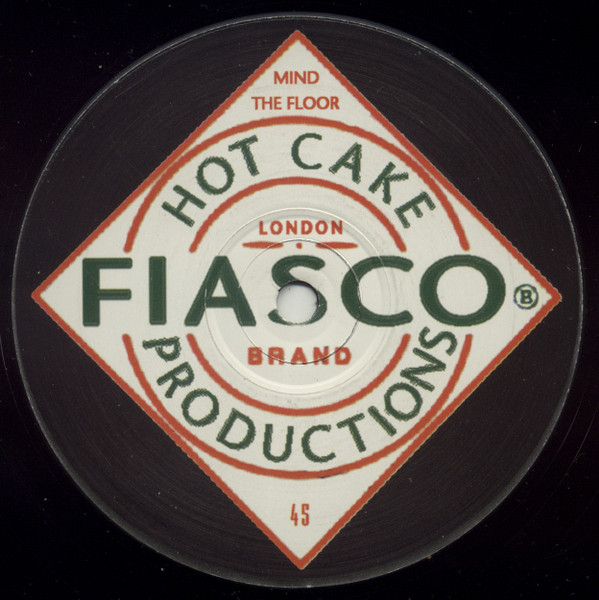 MIND
THE FLOOR
HOT CAKE
LONDON
FIASCO ®
BRAND
PRODUCTIONS
45